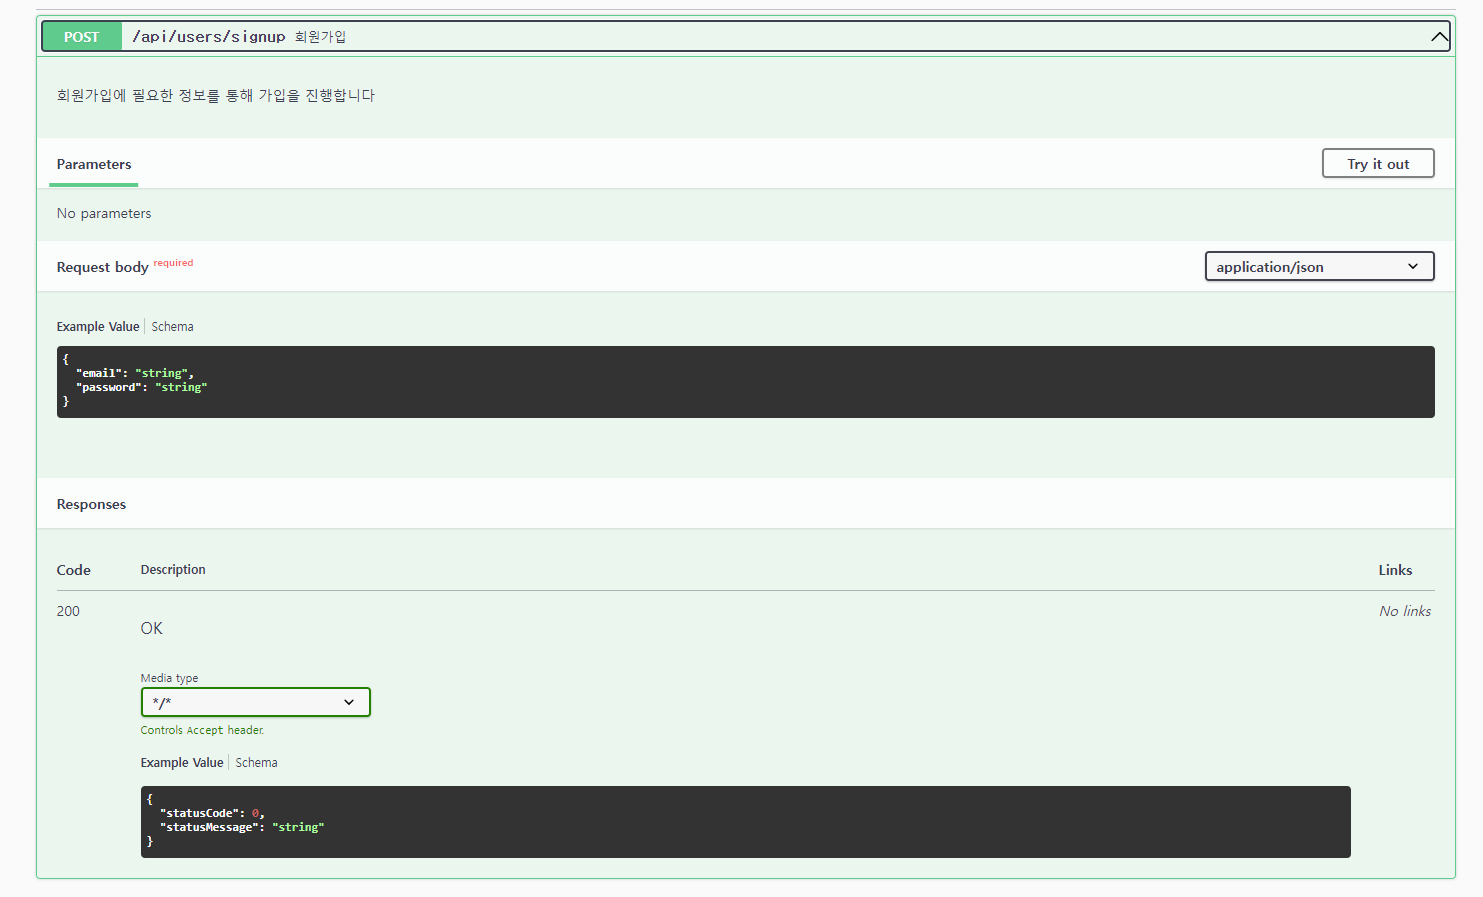 POST /api/users/signup 회원가입
회원가입에 필요한 정보를 통해 가입을 진행합니다
Parameters
Try it out
No parameters
Request body required
application/json
Example Value Schema
{
"email": "string",
"password": "string"
}
Responses
Code Description Links
200 No links
OK
Media type
*/*
Controls Accept header.
Example Value Schema
{
"statusCode": 0,
"statusMessage": "string"
}